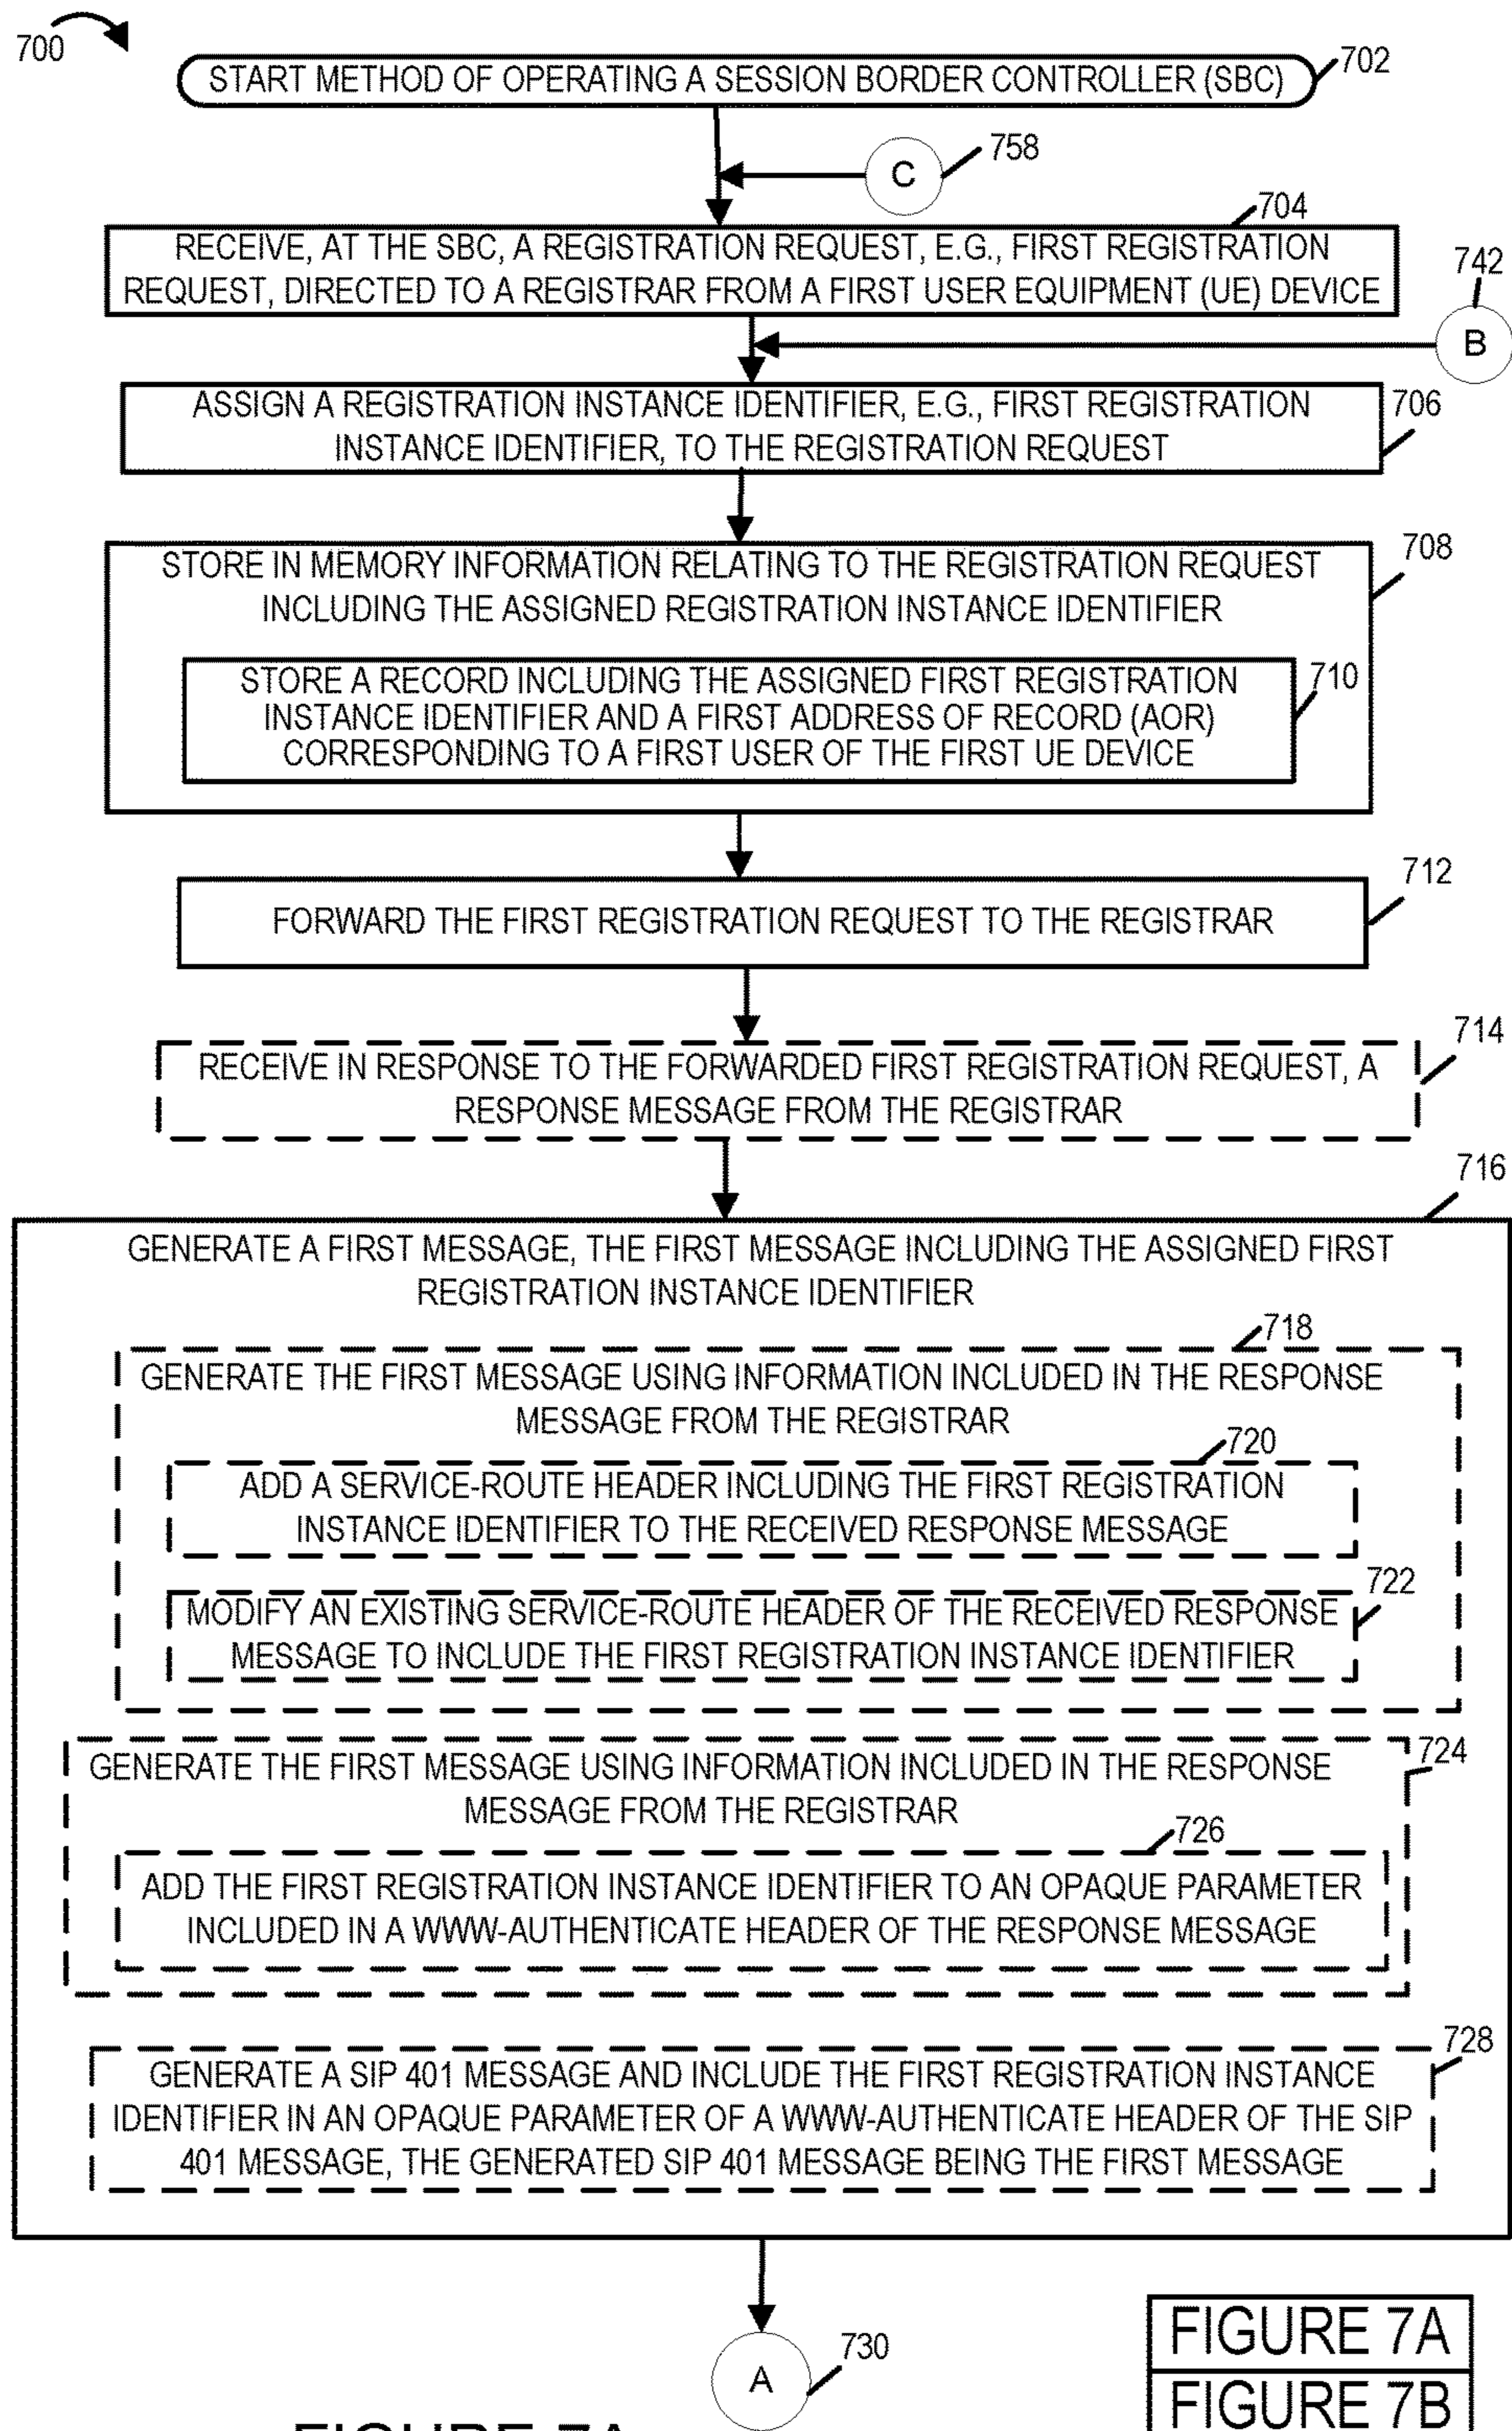 700
START METHOD OF OPERATING A SESSION BORDER CONTROLLER (SBC)
702
C
758
704
RECEIVE, AT THE SBC, A REGISTRATION REQUEST, E.G., FIRST REGISTRATION
REQUEST, DIRECTED TO A REGISTRAR FROM A FIRST USER EQUIPMENT (UE) DEVICE
742
B
ASSIGN A REGISTRATION INSTANCE IDENTIFIER, E.G., FIRST REGISTRATION
INSTANCE IDENTIFIER, TO THE REGISTRATION REQUEST
706
STORE IN MEMORY INFORMATION RELATING TO THE REGISTRATION REQUEST
INCLUDING THE ASSIGNED REGISTRATION INSTANCE IDENTIFIER
708
STORE A RECORD INCLUDING THE ASSIGNED FIRST REGISTRATION
INSTANCE IDENTIFIER AND A FIRST ADDRESS OF RECORD (AOR)
CORRESPONDING TO A FIRST USER OF THE FIRST UE DEVICE
710
712
FORWARD THE FIRST REGISTRATION REQUEST TO THE REGISTRAR
714
RECEIVE IN RESPONSE TO THE FORWARDED FIRST REGISTRATION REQUEST, A
RESPONSE MESSAGE FROM THE REGISTRAR
716
GENERATE A FIRST MESSAGE, THE FIRST MESSAGE INCLUDING THE ASSIGNED FIRST
REGISTRATION INSTANCE IDENTIFIER
718
GENERATE THE FIRST MESSAGE USING INFORMATION INCLUDED IN THE RESPONSE
MESSAGE FROM THE REGISTRAR
720
ADD A SERVICE-ROUTE HEADER INCLUDING THE FIRST REGISTRATION
INSTANCE IDENTIFIER TO THE RECEIVED RESPONSE MESSAGE
722
MODIFY AN EXISTING SERVICE-ROUTE HEADER OF THE RECEIVED RESPONSE
MESSAGE TO INCLUDE THE FIRST REGISTRATION INSTANCE IDENTIFIER
724
GENERATE THE FIRST MESSAGE USING INFORMATION INCLUDED IN THE RESPONSE
MESSAGE FROM THE REGISTRAR
726
ADD THE FIRST REGISTRATION INSTANCE IDENTIFIER TO AN OPAQUE PARAMETER
INCLUDED IN A WWW-AUTHENTICATE HEADER OF THE RESPONSE MESSAGE
728
GENERATE A SIP 401 MESSAGE AND INCLUDE THE FIRST REGISTRATION INSTANCE
IDENTIFIER IN AN OPAQUE PARAMETER OF A WWW-AUTHENTICATE HEADER OF THE SIP
401 MESSAGE, THE GENERATED SIP 401 MESSAGE BEING THE FIRST MESSAGE
A
730
FIGURE 7A
FIGURE 7B
FIGURE 7A